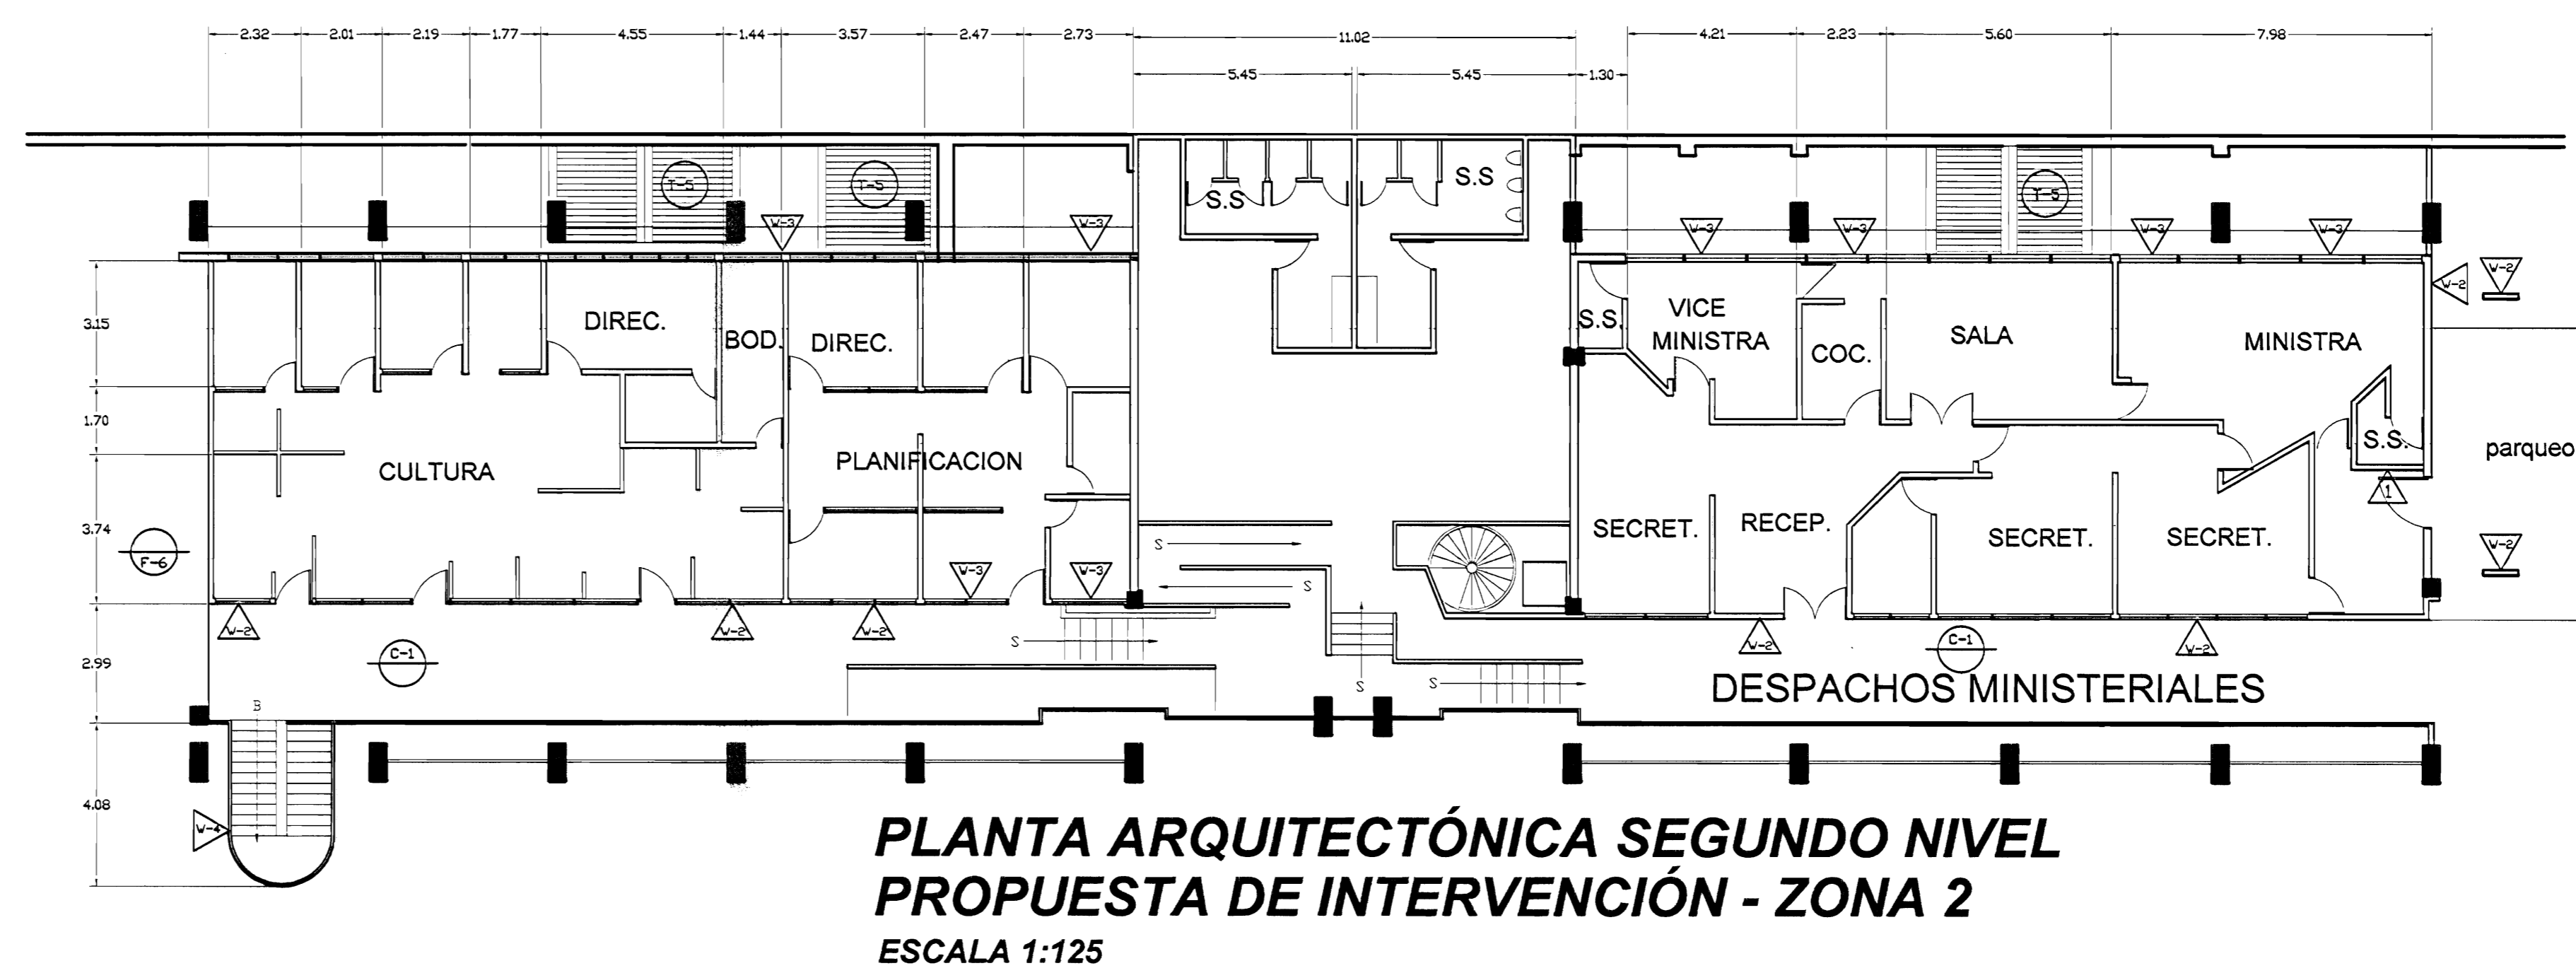 2.32 2.01 2.19 1.77 4.55 1.44 3.57 2.47 2.73 11.02 4.21 2.23 5.60 7.98
5.45 5.45 1.30
S.S S.S
T-5 T-5 T-5
W-3 W-3 W-3 W-3 W-3 W-3
W-2 W-2
3.15
DIREC.
BOD.
DIREC.
S.S.
VICE
MINISTRA
COC.
SALA
MINISTRA
1.70
CULTURA
PLANIFICACION
S.S.
parqueo
1
3.74
F-6
S
S
SECRET.
RECEP.
SECRET.
SECRET.
W-3 W-3
W-2
W-2 W-2 W-2
W-2 W-2
2.99
C-1
S
C-1
S
S
DESPACHOS MINISTERIALES
B
4.08
W-4
PLANTA ARQUITECTÓNICA SEGUNDO NIVEL
PROPUESTA DE INTERVENCIÓN - ZONA 2
ESCALA 1:125